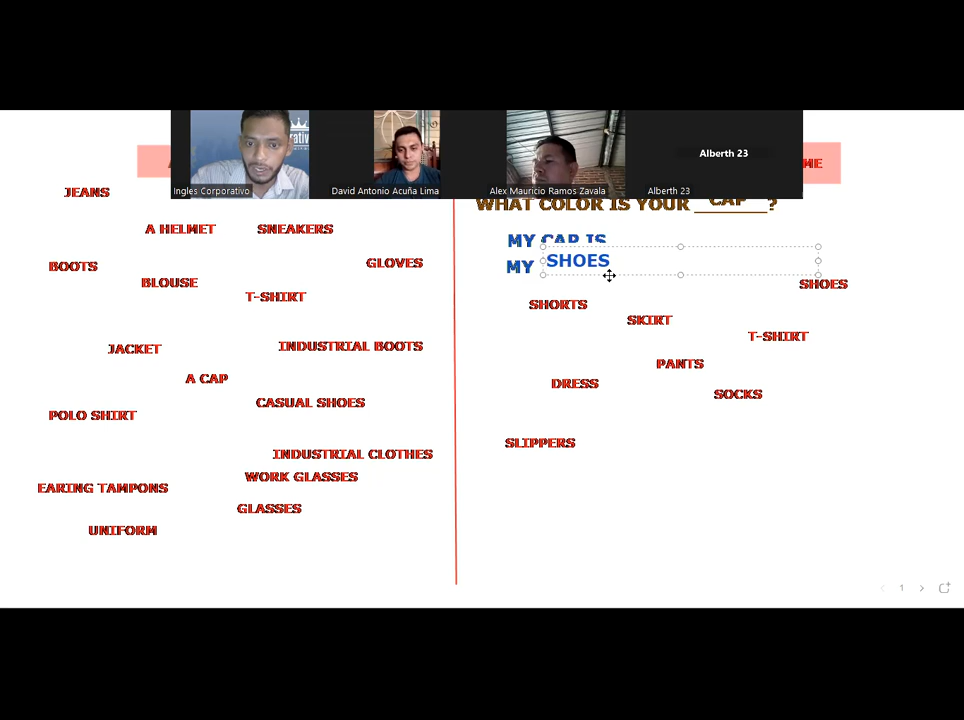 Ingles Corporativo
David Antonio Acuña Lima
Alex Mauricio Ramos Zavala
Alberth 23
Alberth 23
JEANS
A HELMET
SNEAKERS
BOOTS
GLOVES
BLOUSE
T-SHIRT
JACKET
INDUSTRIAL BOOTS
A CAP
CASUAL SHOES
POLO SHIRT
INDUSTRIAL CLOTHES
WORK GLASSES
EARING TAMPONS
GLASSES
UNIFORM
WHAT COLOR IS YOUR CAP?
MY CAP IS
MY SHOES
SHOES
SHORTS
SKIRT
T-SHIRT
PANTS
DRESS
SOCKS
SLIPPERS
1